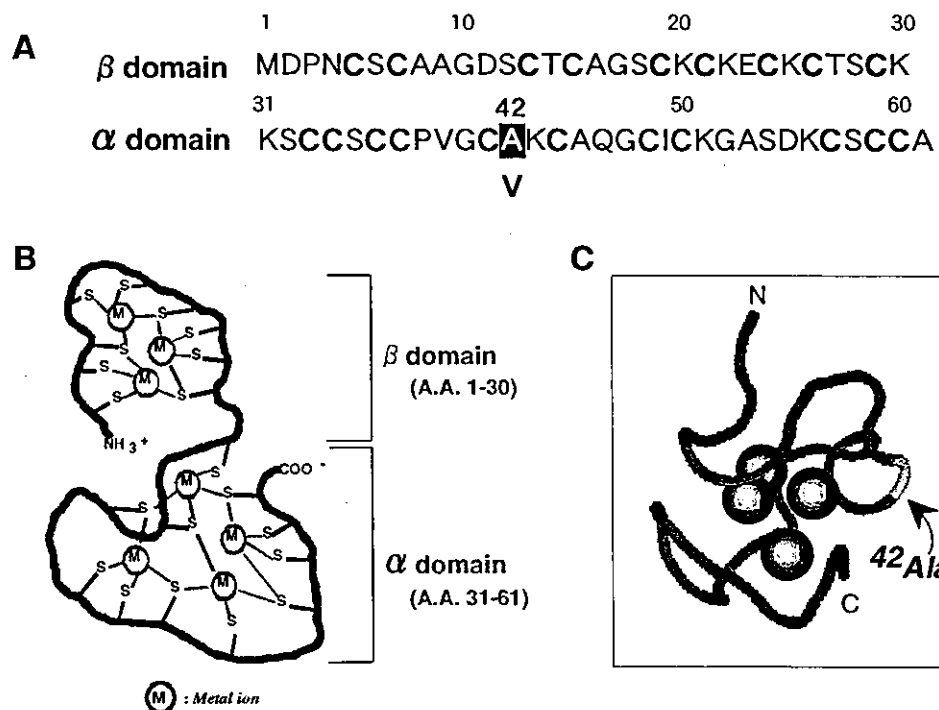 A
1 10 20 30
β domain MDPNCSCAAGDSCTCAGSCKCKECKCTSCK
31 42 50 60
α domain KSCCSCCPVGCAKCAQGCICKGASDKCSCCA
V
B
S S
M S
M S
S
S M
S S
NH3+
β domain
(A.A. 1-30)
S
M COO-
S S
S
M M
S
S M
S S S
S
α domain
(A.A. 31-61)
M : Metal ion
C
N
42Ala
C